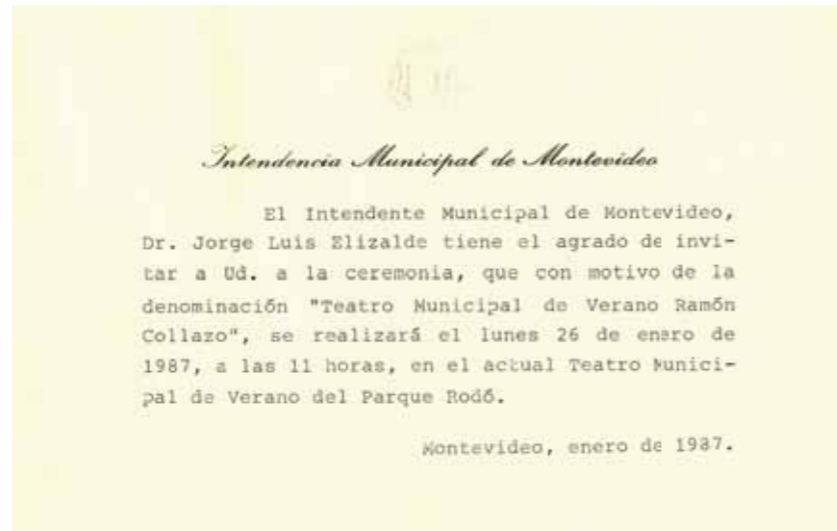 Intendencia Municipal de Montevideo
El Intendente Municipal de Montevideo,
Dr. Jorge Luis Elizalde tiene el agrado de invi-
tar a Ud. a la ceremonia, que con motivo de la
denominación "Teatro Municipal de Verano Ramón
Collazo", se realizará el lunes 26 de enero de
1987, a las 11 horas, en el actual Teatro Munici-
pal de Verano del Parque Rodó.
Montevideo, enero de 1987.